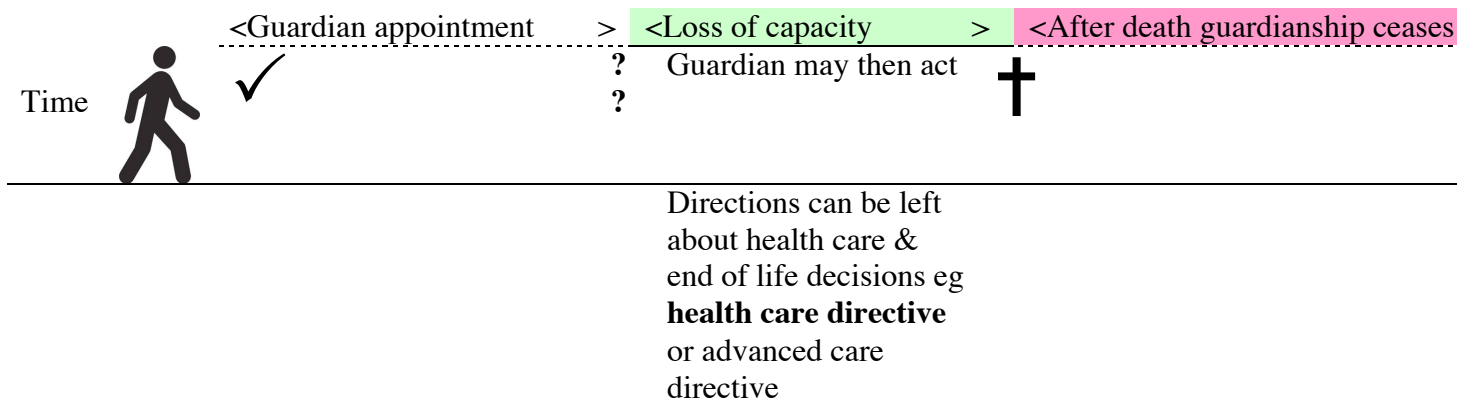 <Guardian appointment > <Loss of capacity > <After death guardianship ceases
? Guardian may then act
Time ?
Directions can be left
about health care &
end of life decisions eg
health care directive
or advanced care
directive